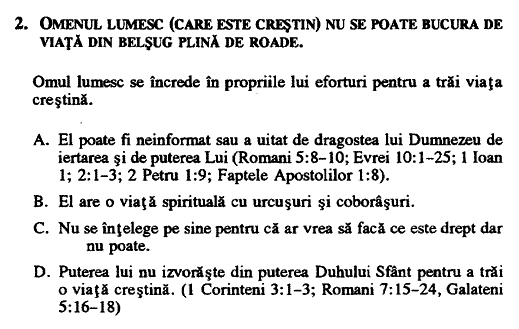 2. OMENUL LUMESC (CARE ESTE CREŞTIN) NU SE POATE BUCURA DE
VIAŢĂ DIN BELŞUG PLINĂ DE ROADE.
Omul lumesc se încrede în propriile lui eforturi pentru a trăi viaţa
creştină.
A. El poate fi neinformat sau a uitat de dragostea lui Dumnezeu de
iertarea şi de puterea Lui (Romani 5:8-10; Evrei 10:1-25; 1 Ioan
1; 2:1-3; 2 Petru 1:9; Faptele Apostolilor 1:8).
B. El are o viaţă spirituală cu urcuşuri şi coborâşuri.
C. Nu se înţelege pe sine pentru că ar vrea să facă ce este drept dar
nu poate.
D. Puterea lui nu izvorăşte din puterea Duhului Sfânt pentru a trăi
o viaţă creştină. (1 Corinteni 3:1-3; Romani 7:15-24, Galateni
5:16-18)